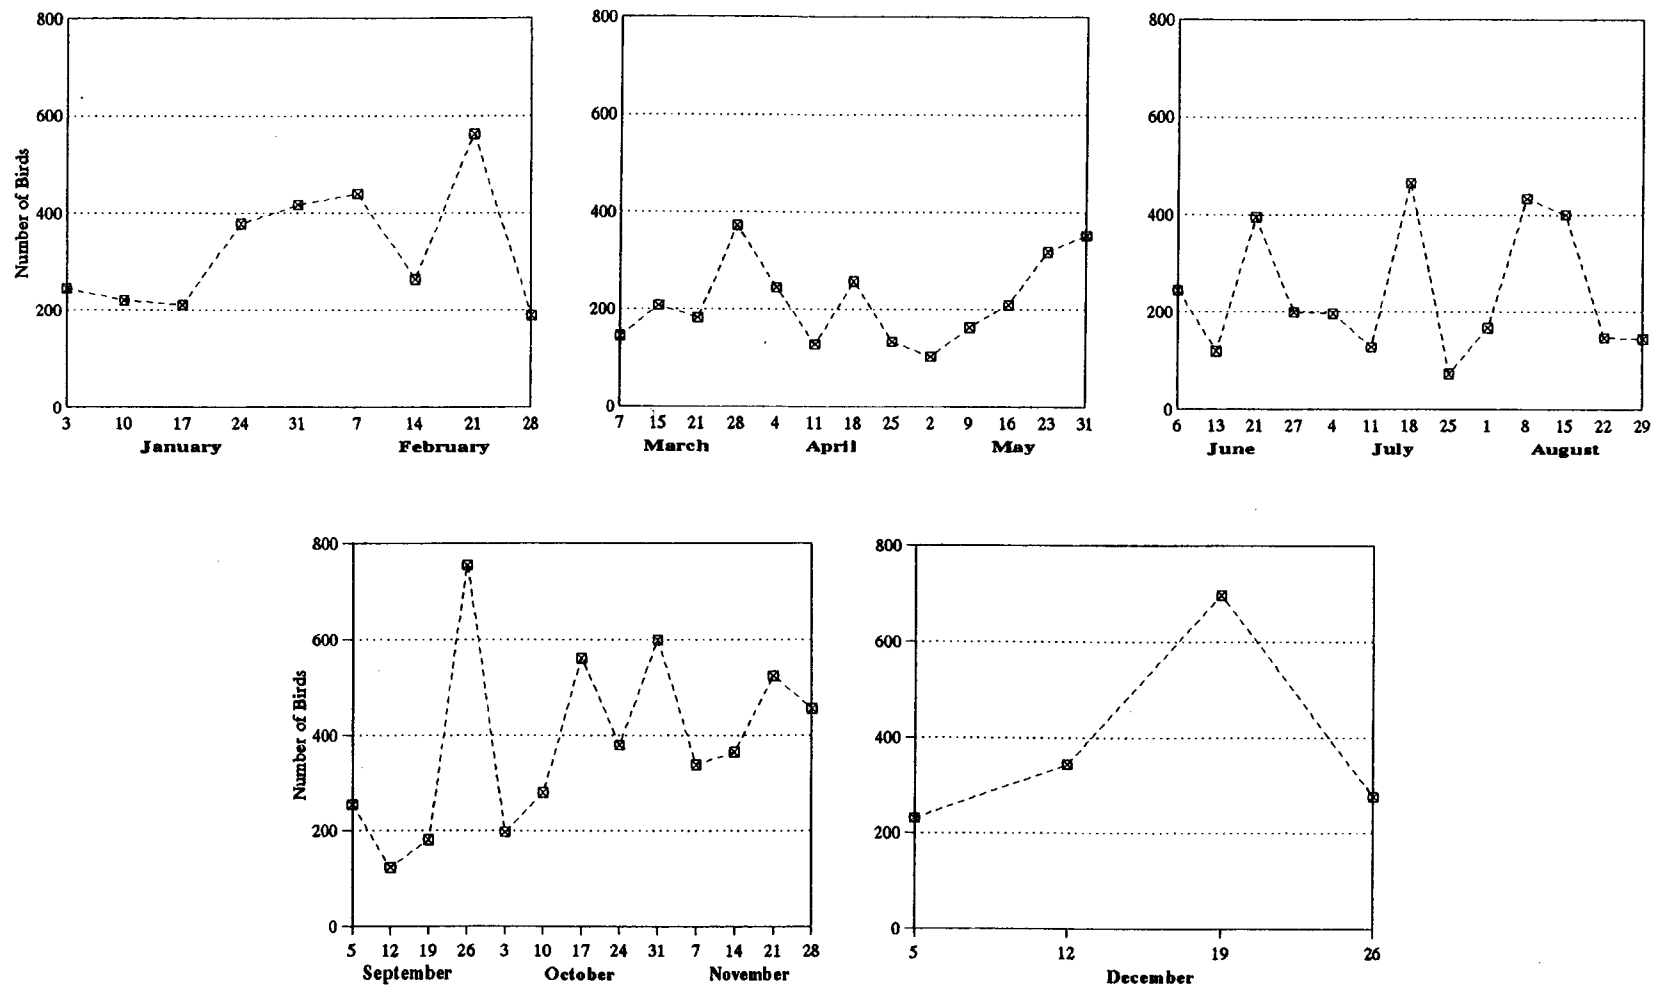 800
600
400
200
0
Number of Birds
3 10 17 24 31 7 14 21 28
January February
800
600
400
200
0
7 15 21 28 4 11 18 25 2 9 16 23 31
March April May
800
600
400
200
0
6 13 21 27 4 11 18 25 1 8 15 22 29
June July August
800
600
400
200
0
Number of Birds
5 12 19 26 3 10 17 24 31 7 14 21 28
September October November
800
600
400
200
0
5 12 19 26
December